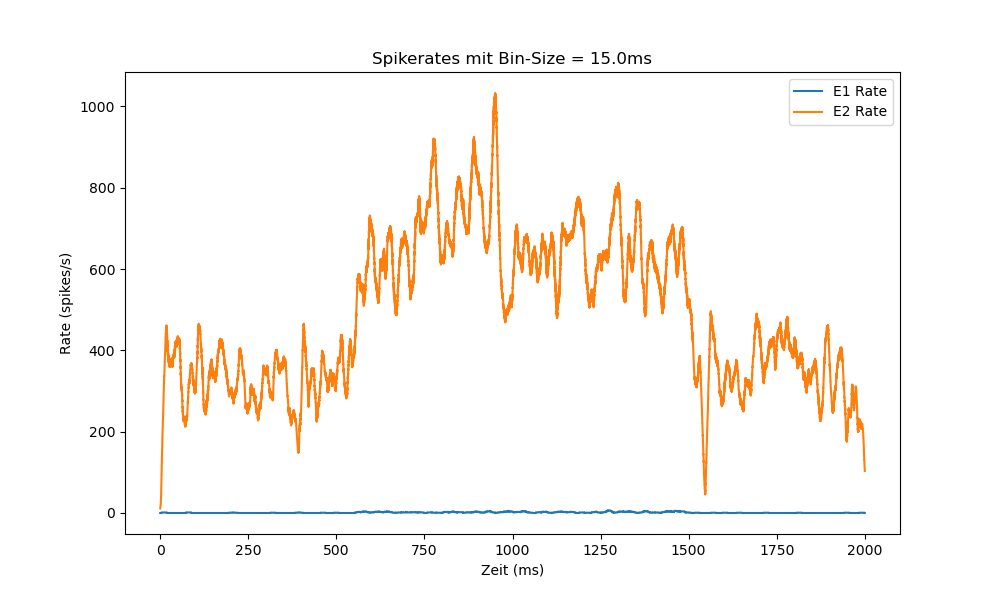 Spikerates mit Bin-Size = 15.0ms
E1 Rate
E2 Rate
Rate (spikes/s)
1000
800
600
400
200
0
0 250 500 750 1000 1250 1500 1750 2000
Zeit (ms)